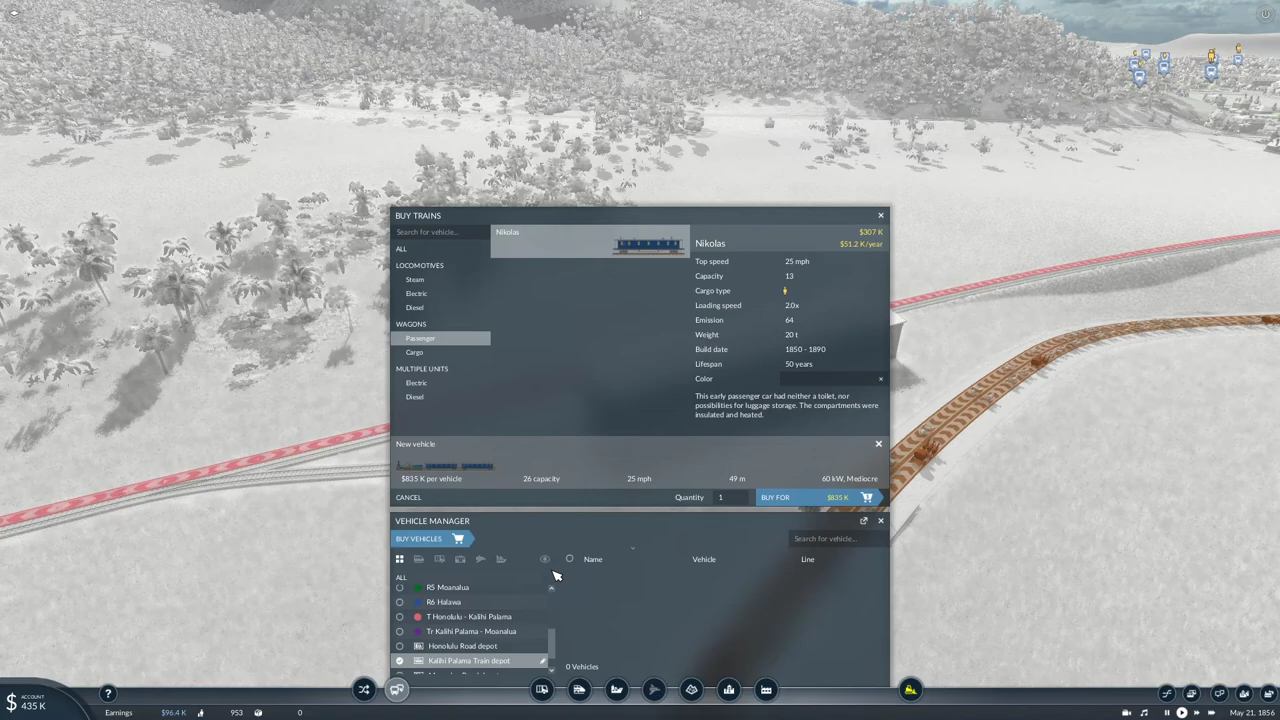 BUY TRAINS
Search for vehicle...
ALL
LOCOMOTIVES
Steam
Electric
Diesel
WAGONS
Passenger
Cargo
MULTIPLE UNITS
Electric
Diesel
Nikolas
Nikolas
$307 K
$51.2 K/year
Top speed 25 mph
Capacity 13
Cargo type
Loading speed 2.0x
Emission 64
Weight 20 t
Build date 1850 - 1890
Lifespan 50 years
Color
This early passenger car had neither a toilet, nor
possibilities for luggage storage. The compartments were
insulated and heated.
New vehicle
$835 K per vehicle 26 capacity 25 mph 49 m 60 kW, Mediocre
CANCEL Quantity 1 BUY FOR $835 K
VEHICLE MANAGER
BUY VEHICLES
Search for vehicle...
Name Vehicle Line
ALL
R5 Moanalua
R6 Halawa
T Honolulu - Kalihi Palama
Tr Kalihi Palama - Moanalua
Honolulu Road depot
Kalihi Palama Train depot
0 Vehicles
$ ACCOUNT
435 K
?
Earnings $96.4 K 953 0
May 21, 1856